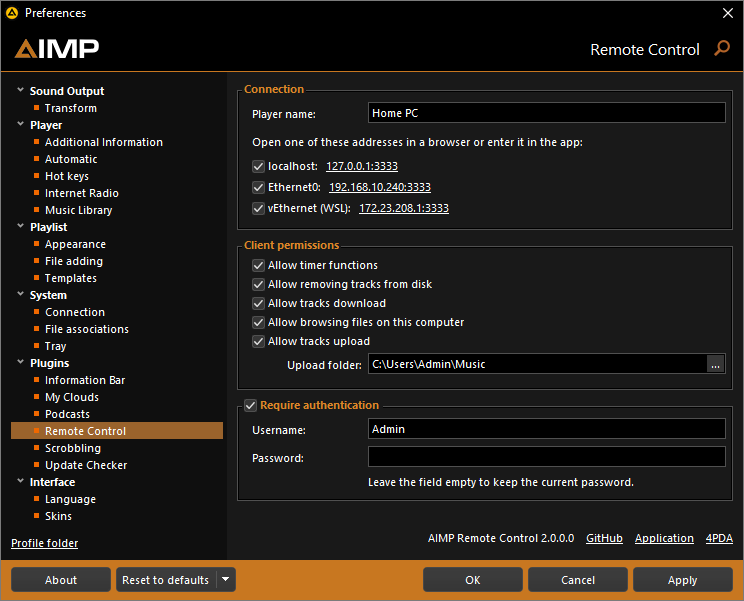 Preferences
AIMP
Remote Control
Sound Output
Transform
Player
Additional Information
Automatic
Hot keys
Internet Radio
Music Library
Playlist
Appearance
File adding
Templates
System
Connection
File associations
Tray
Plugins
Information Bar
My Clouds
Podcasts
Remote Control
Scrobbling
Update Checker
Interface
Language
Skins
Profile folder
Connection
Player name: Home PC
Open one of these addresses in a browser or enter it in the app:
localhost: 127.0.0.1:3333
Ethernet0: 192.168.10.240:3333
vEthernet (WSL): 172.23.208.1:3333
Client permissions
Allow timer functions
Allow removing tracks from disk
Allow tracks download
Allow browsing files on this computer
Allow tracks upload
Upload folder: C:\Users\Admin\Music ...
Require authentication
Username: Admin
Password:
Leave the field empty to keep the current password.
AIMP Remote Control 2.0.0.0 GitHub Application 4PDA
About Reset to defaults OK Cancel Apply